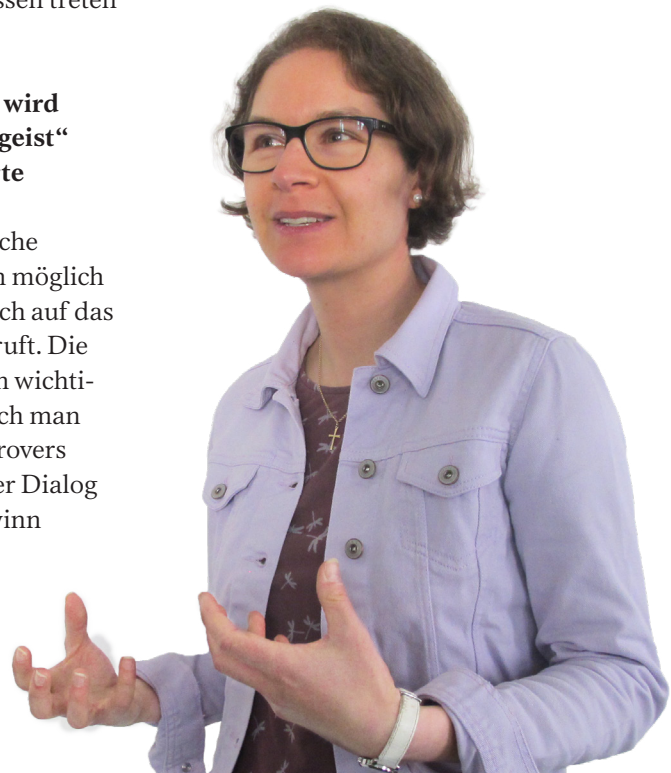 ssen treten
wird
geist“
te
che
n möglich
ch auf das
ruft. Die
n wichti-
ch man
rovers
er Dialog
winn